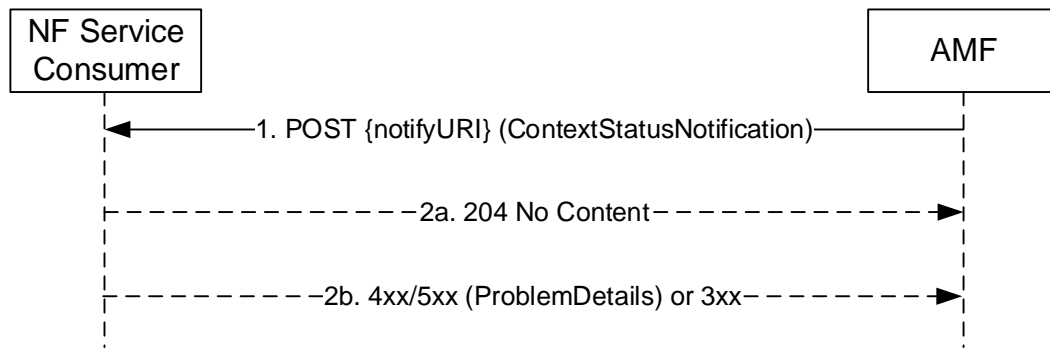 NF Service
Consumer
AMF
1. POST {notifyURI} (ContextStatusNotification)
2a. 204 No Content
2b. 4xx/5xx (ProblemDetails) or 3xx